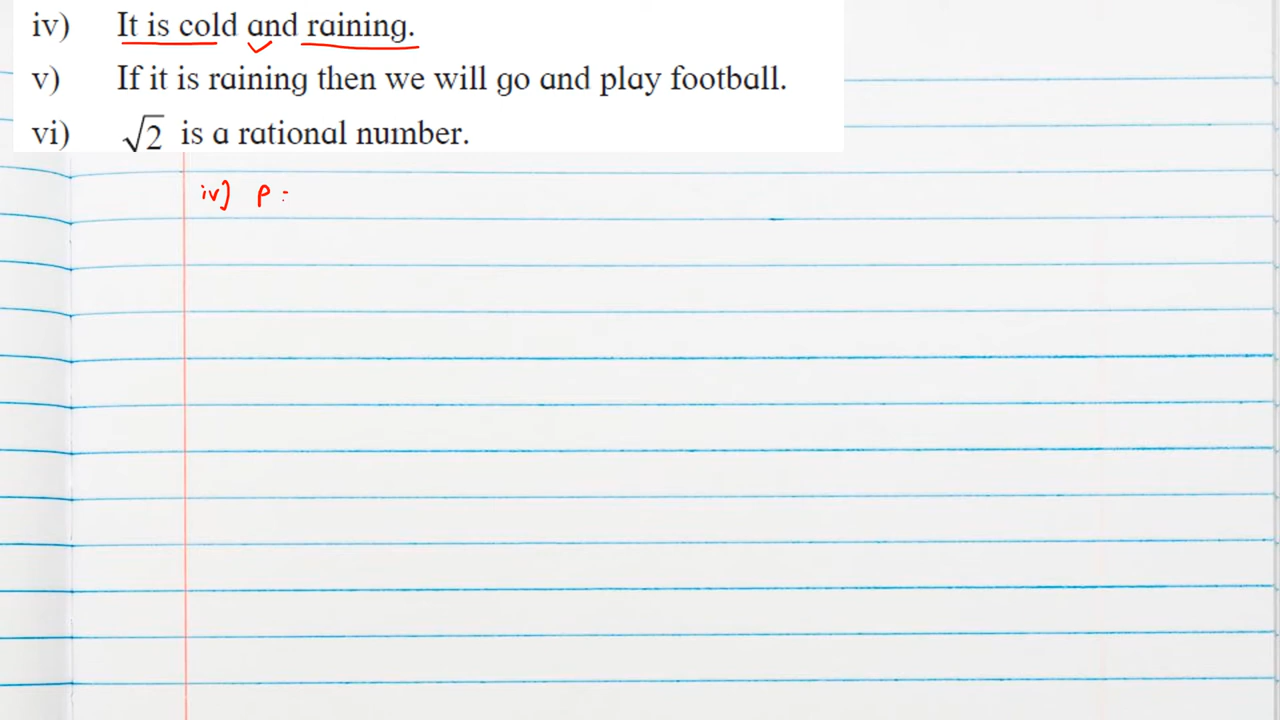 iv) It is cold and raining.
v) If it is raining then we will go and play football.
vi) √2 is a rational number.
iv) p :